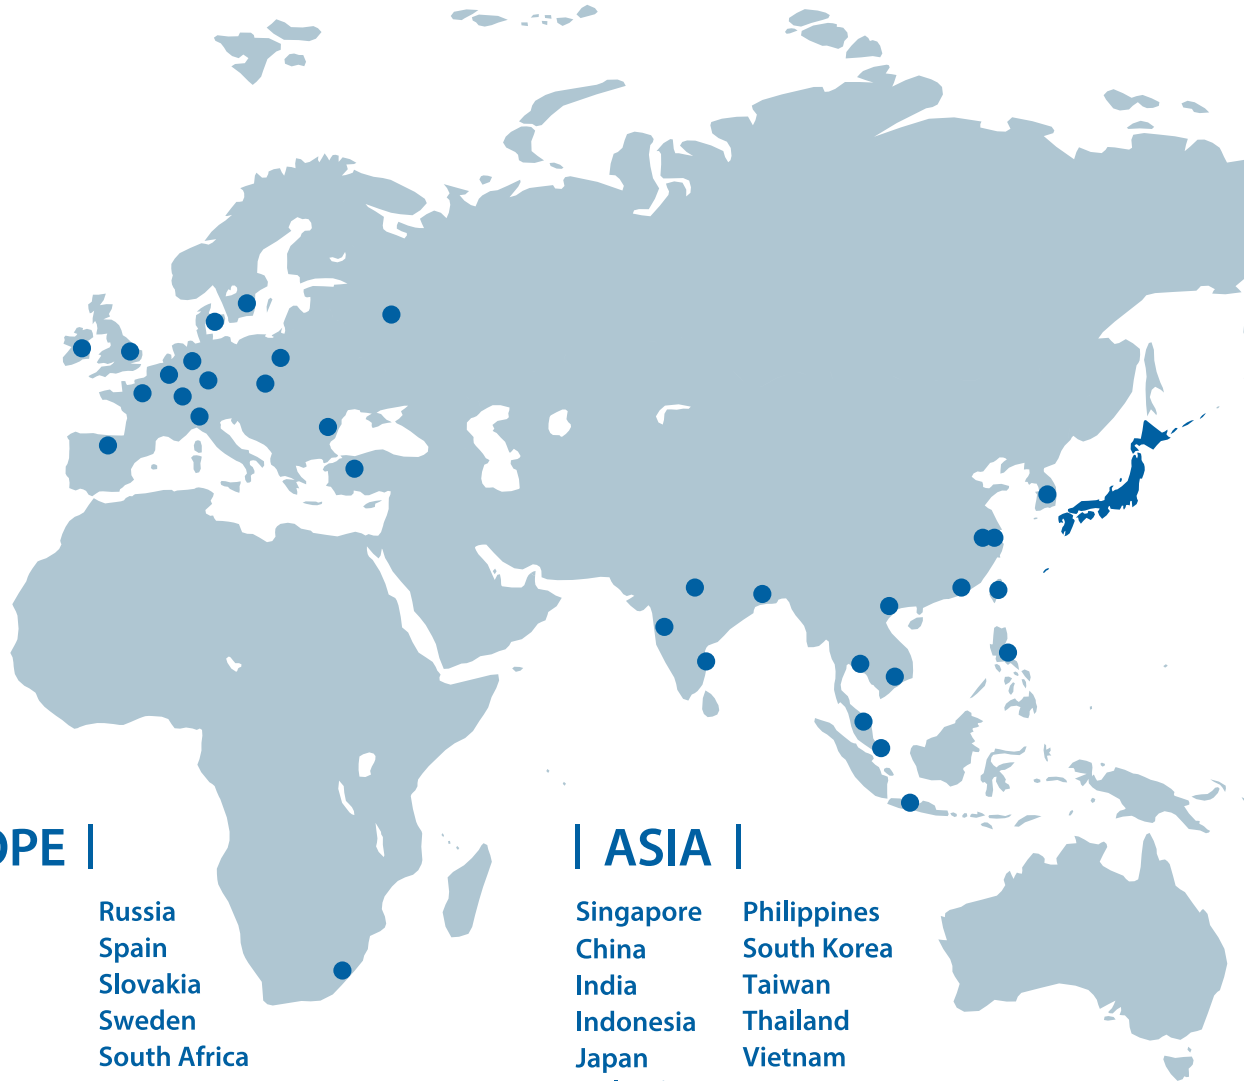 OPE |
Russia
Spain
Slovakia
Sweden
South Africa
| ASIA |
Singapore
China
India
Indonesia
Japan
Philippines
South Korea
Taiwan
Thailand
Vietnam